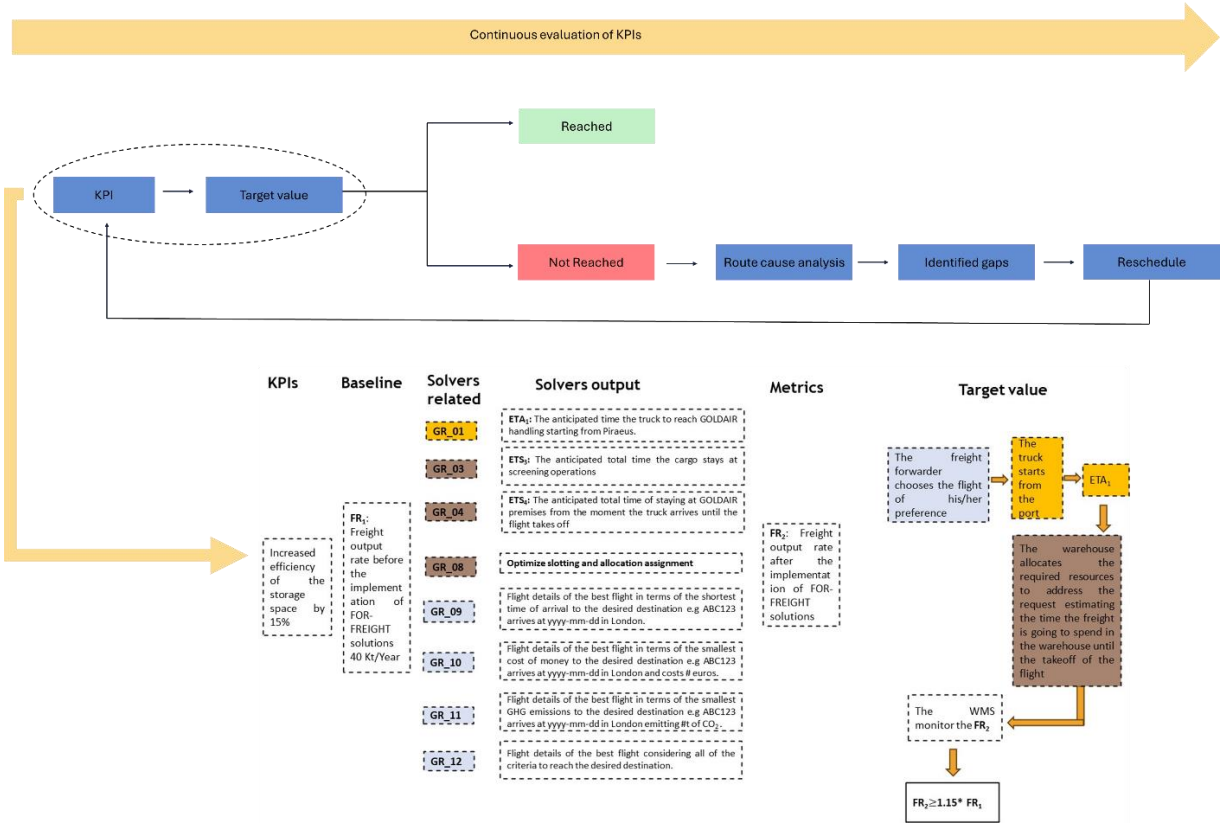 Continuous evaluation of KPIs
Reached
KPI
Target value
Not Reached
Route cause analysis
Identified gaps
Reschedule
KPIs
Baseline
Solvers
related
Solvers output
Metrics
Target value
Increased
efficiency
of the
storage
space by
15%
FR₁:
Freight
output
rate before
the
implement
ation of
FOR-
FREIGHT
solutions
40 Kt/Year
GR_01
ETA₁: The anticipated time the truck to reach GOLDAIR
handling starting from Piraeus.
GR_03
ETS₃: The anticipated total time the cargo stays at
screening operations
GR_04
ETS₄: The anticipated total time of staying at GOLDAIR
premises from the moment the truck arrives until the
flight takes off
GR_08
Optimize slotting and allocation assignment
GR_09
Flight details of the best flight in terms of the shortest
time of arrival to the desired destination e.g ABC123
arrives at yyyy-mm-dd in London.
GR_10
Flight details of the best flight in terms of the smallest
cost of money to the desired destination e.g ABC123
arrives at yyyy-mm-dd in London and costs # euros.
GR_11
Flight details of the best flight in terms of the smallest
GHG emissions to the desired destination e.g ABC123
arrives at yyyy-mm-dd in London emitting #t of CO₂.
GR_12
Flight details of the best flight considering all of the
criteria to reach the desired destination.
FR₂: Freight
output rate
after the
implementat
ion of FOR-
FREIGHT
solutions
The freight
forwarder
chooses the flight
of his/her
preference
The
truck
starts
from
the
port
ETA₁
The warehouse
allocates the
required resources
to address the
request estimating
the time the freight
is going to spend in
the warehouse until
the takeoff of the
flight
The WMS
monitor the FR₂
FR₂≥1.15* FR₁